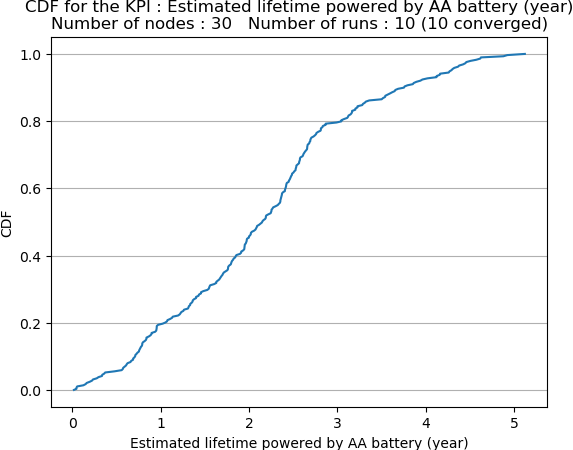 CDF for the KPI : Estimated lifetime powered by AA battery (year)
Number of nodes : 30   Number of runs : 10 (10 converged)
1.0
0.8
0.6
0.4
0.2
0.0
CDF
0 1 2 3 4 5
Estimated lifetime powered by AA battery (year)